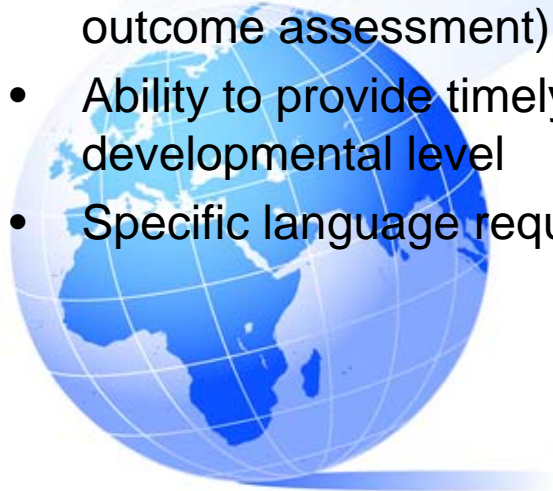 outcome assessment)
• Ability to provide timely
developmental level
• Specific language requ